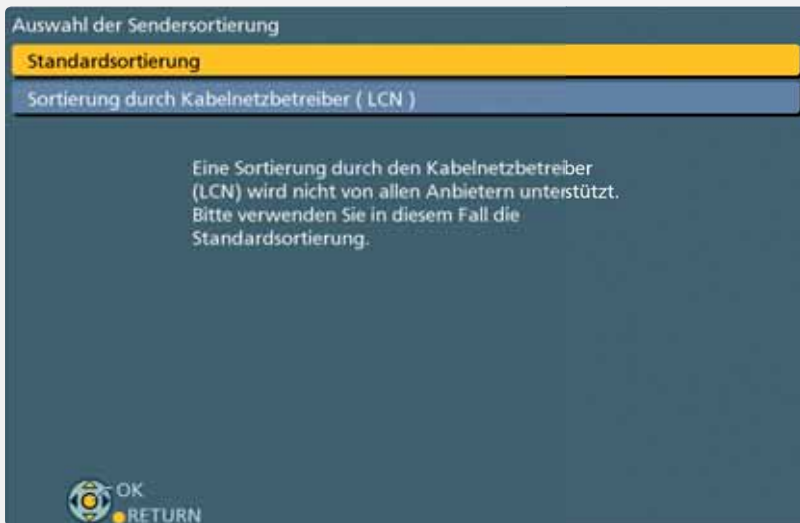 Auswahl der Sendersortierung
Standardsortierung
Sortierung durch Kabelnetzbetreiber ( LCN )
Eine Sortierung durch den Kabelnetzbetreiber
(LCN) wird nicht von allen Anbietern unterstützt.
Bitte verwenden Sie in diesem Fall die
Standardsortierung.
OK
RETURN